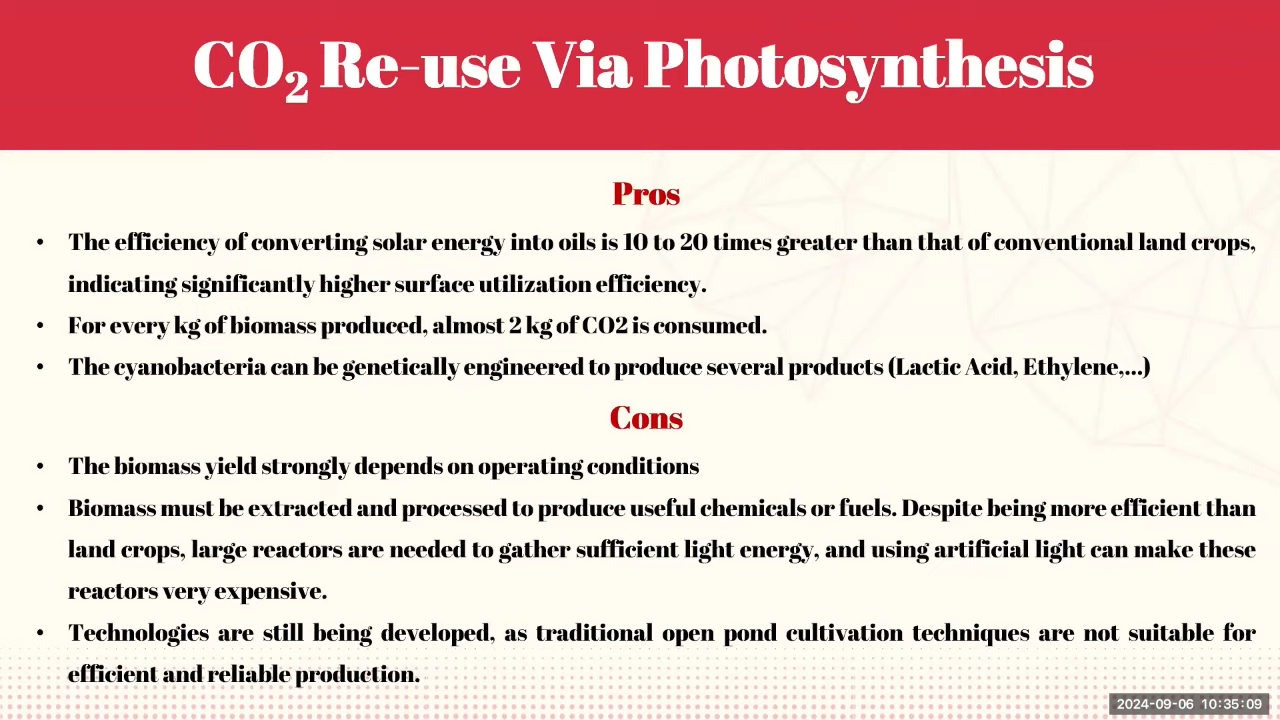 CO₂ Re-use Via Photosynthesis
Pros
• The efficiency of converting solar energy into oils is 10 to 20 times greater than that of conventional land crops,
indicating significantly higher surface utilization efficiency.
• For every kg of biomass produced, almost 2 kg of CO2 is consumed.
• The cyanobacteria can be genetically engineered to produce several products (Lactic Acid, Ethylene,...)
Cons
• The biomass yield strongly depends on operating conditions
• Biomass must be extracted and processed to produce useful chemicals or fuels. Despite being more efficient than
land crops, large reactors are needed to gather sufficient light energy, and using artificial light can make these
reactors very expensive.
• Technologies are still being developed, as traditional open pond cultivation techniques are not suitable for
efficient and reliable production.
2024-09-06 10:35:09